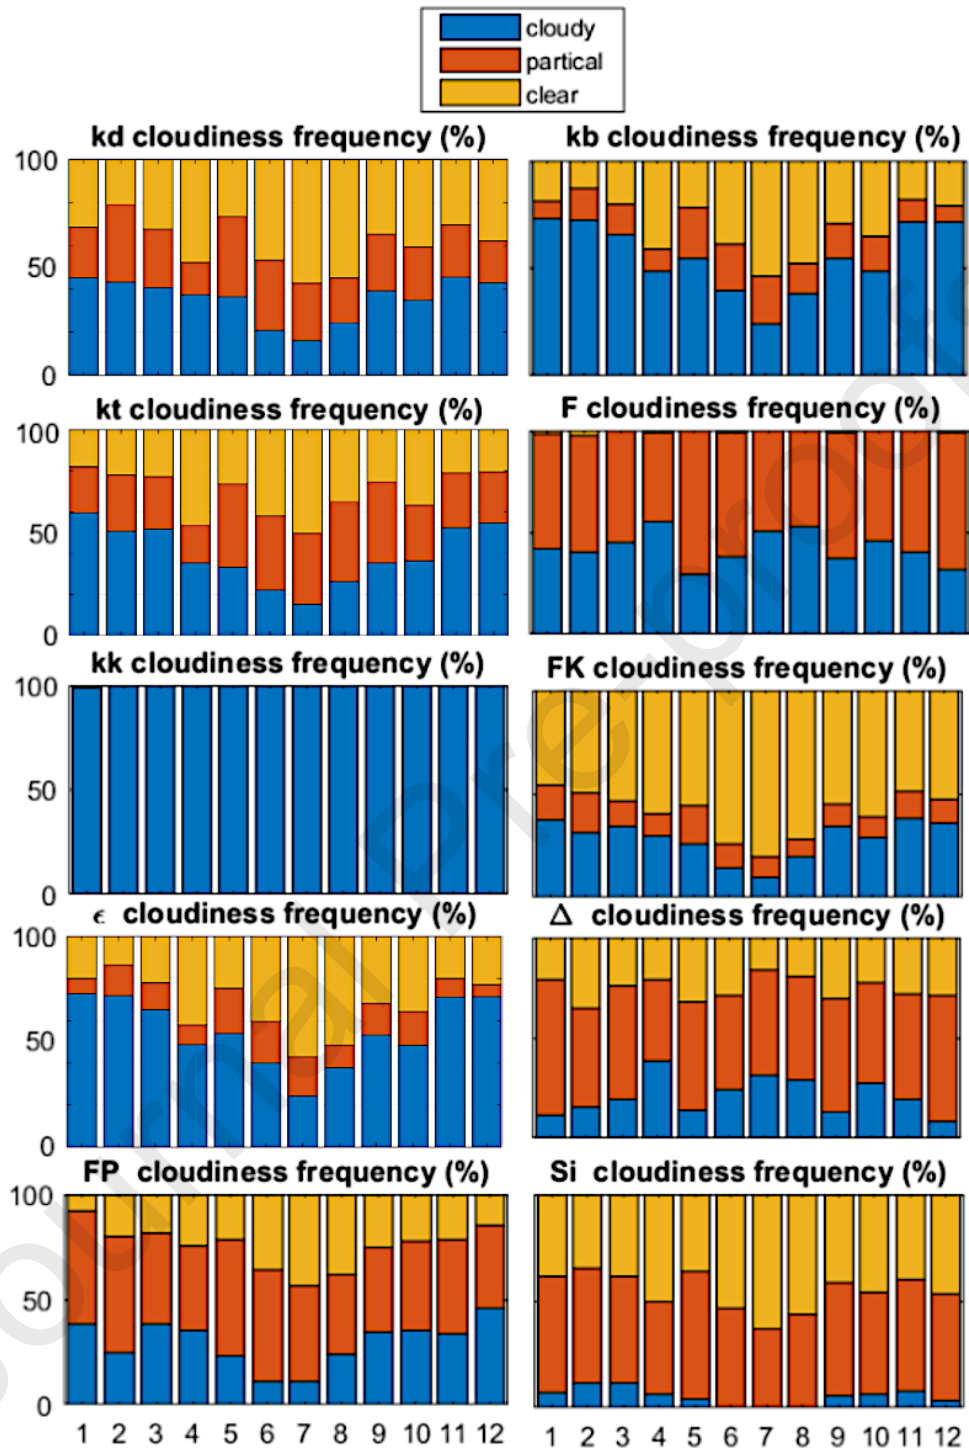 cloudy
partical
clear
kd cloudiness frequency (%)
kb cloudiness frequency (%)
100
50
0
kt cloudiness frequency (%)
F cloudiness frequency (%)
100
50
0
kk cloudiness frequency (%)
FK cloudiness frequency (%)
100
50
0
ϵ cloudiness frequency (%)
Δ cloudiness frequency (%)
100
50
0
FP cloudiness frequency (%)
Si cloudiness frequency (%)
100
50
0
1 2 3 4 5 6 7 8 9 10 11 12
1 2 3 4 5 6 7 8 9 10 11 12
Journal Pre-proofs